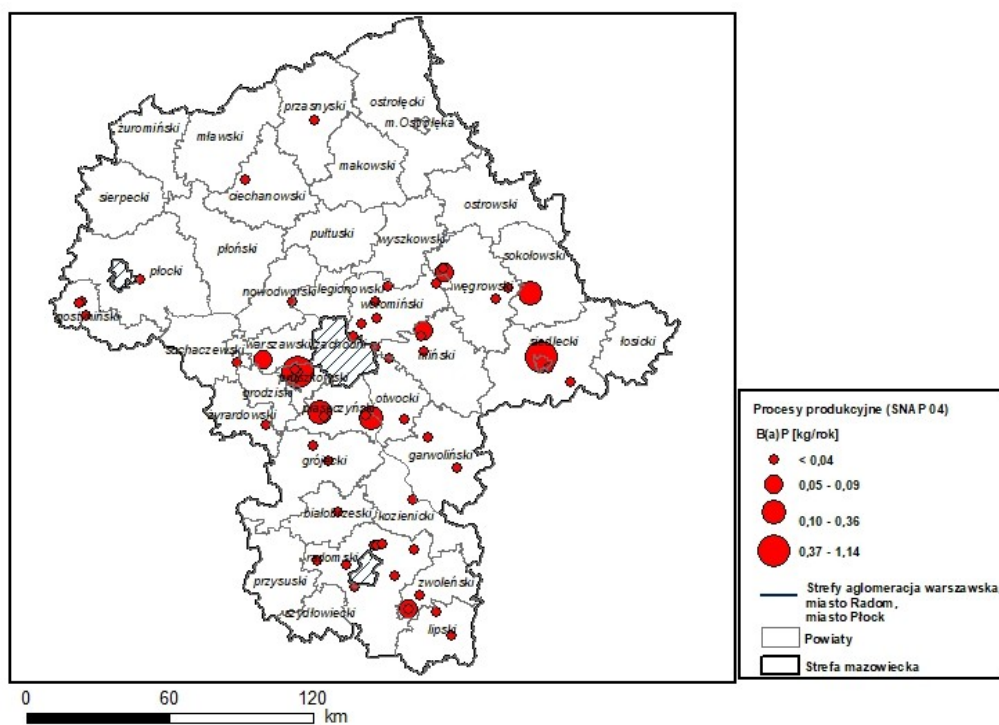 ostrołęcki
przasnyski
m.Ostrołęka
żuromiński
mławski
makowski
ciechanowski
sierpecki
ostrowski
pułtuski
wyszkowski
płoński
sokołowski
płocki
legionowski
węgrowski
nowodworski
wołomiński
gostyniński
warszawski zachodni
sochaczewski
siedlecki
łosicki
miński
pruszkowski
grodziski
otwocki
piaseczyński
żyrardowski
garwoliński
grójecki
białobrzeski
kozienicki
radomski
przysuski
zwoleński
szydłowiecki
lipski
Procesy produkcyjne (SNAP 04)
B(a)P [kg/rok]
< 0,04
0,05 - 0,09
0,10 - 0,36
0,37 - 1,14
Strefy aglomeracja warszawska,
miasto Radom,
miasto Płock
Powiaty
Strefa mazowiecka
0 60 120
km